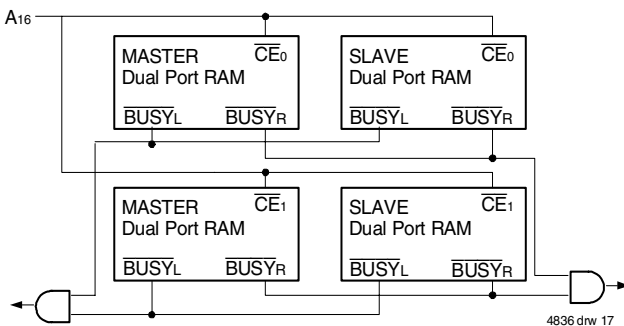 A16
MASTER
Dual Port RAM
CE0
BUSYL BUSYR
SLAVE
Dual Port RAM
CE0
BUSYL BUSYR
MASTER
Dual Port RAM
CE1
BUSYL BUSYR
SLAVE
Dual Port RAM
CE1
BUSYL BUSYR
4836 drw 17